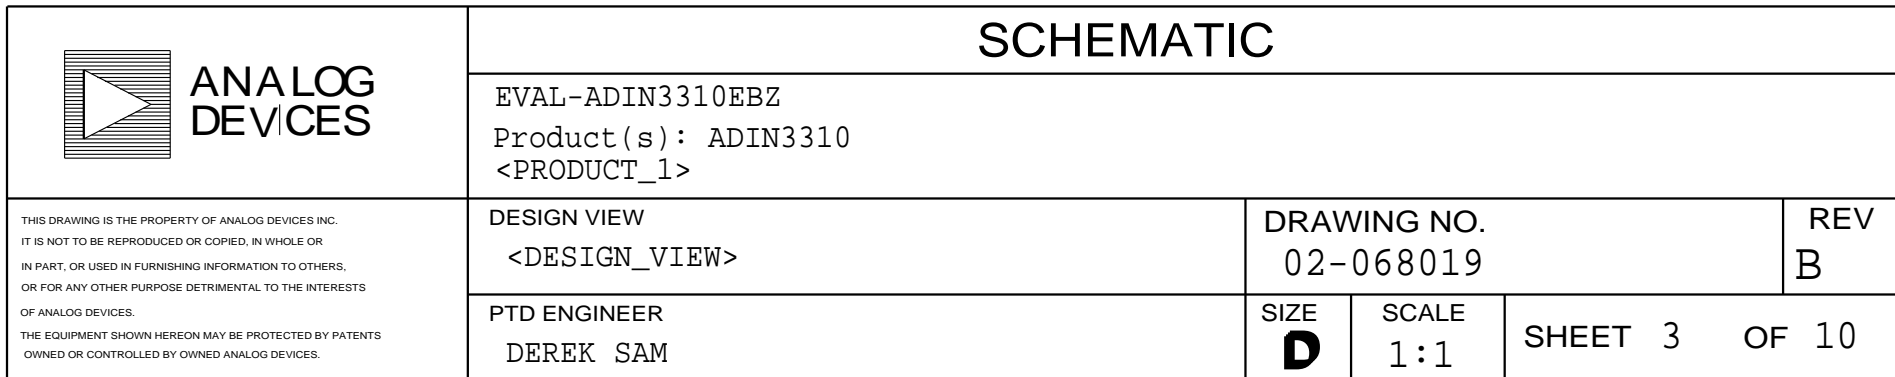 ANALOG
DEVICES
SCHEMATIC
EVAL-ADIN3310EBZ
Product(s): ADIN3310
<PRODUCT_1>
THIS DRAWING IS THE PROPERTY OF ANALOG DEVICES INC.
IT IS NOT TO BE REPRODUCED OR COPIED, IN WHOLE OR
IN PART, OR USED IN FURNISHING INFORMATION TO OTHERS,
OR FOR ANY OTHER PURPOSE DETRIMENTAL TO THE INTERESTS
OF ANALOG DEVICES.
THE EQUIPMENT SHOWN HEREON MAY BE PROTECTED BY PATENTS
OWNED OR CONTROLLED BY OWNED ANALOG DEVICES.
DESIGN VIEW
<DESIGN_VIEW>
DRAWING NO.
02-068019
REV
B
PTD ENGINEER
DEREK SAM
SIZE
D
SCALE
1:1
SHEET 3 OF 10